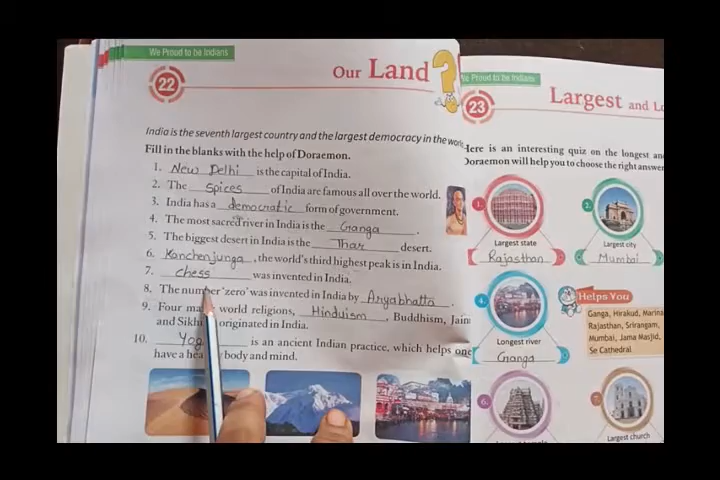 We Proud to be Indians
22
Our Land
India is the seventh largest country and the largest democracy in the world.
Fill in the blanks with the help of Doraemon.
1. New Delhi is the capital of India.
2. The spices of India are famous all over the world.
3. India has a democratic form of government.
4. The most sacred river in India is the Ganga.
5. The biggest desert in India is the Thar desert.
6. Kanchenjunga, the world's third highest peak is in India.
7. chess was invented in India.
8. The number 'zero' was invented in India by Aryabhatta.
9. Four world religions, Hinduism, Buddhism, Jain
and originated in India.
10. is an ancient Indian practice, which helps one
have a body and mind.
We Proud to be Indians
23
Largest and Lo
Here is an interesting quiz on the longest an
Doraemon will help you to choose the right answer
1.
Largest state
Rajasthan
2.
Largest city
Mumbai
4.
Longest river
Ganga
Helps You
Ganga, Hirakud, Marina
Rajasthan, Srirangam,
Mumbai, Jama Masjid,
Se Cathedral
6.
7.
Largest church